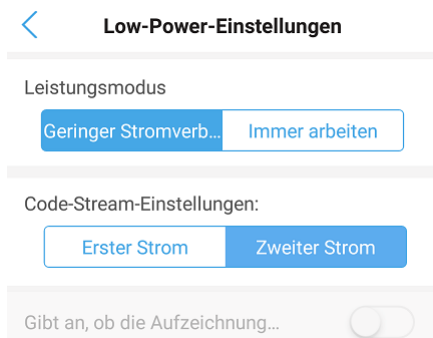 Low-Power-Einstellungen
Leistungsmodus
Geringer Stromverb... Immer arbeiten
Code-Stream-Einstellungen:
Erster Strom Zweiter Strom
Gibt an, ob die Aufzeichnung...